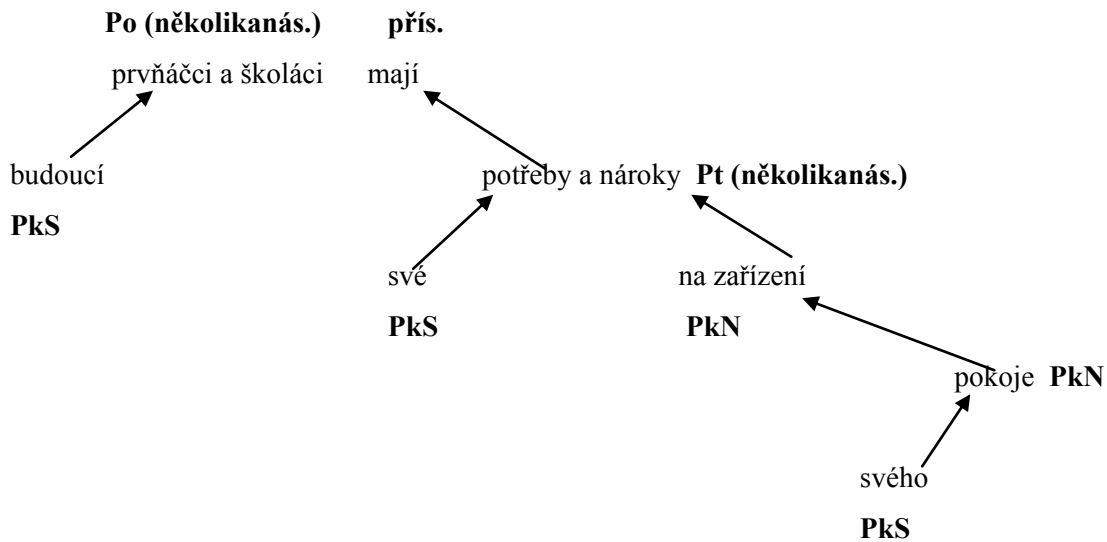 Po (několikanás.) přís.
prvňáčci a školáci mají
budoucí potřeby a nároky Pt (několikanás.)
PkS
své na zařízení
PkS PkN
pokoje PkN
svého
PkS